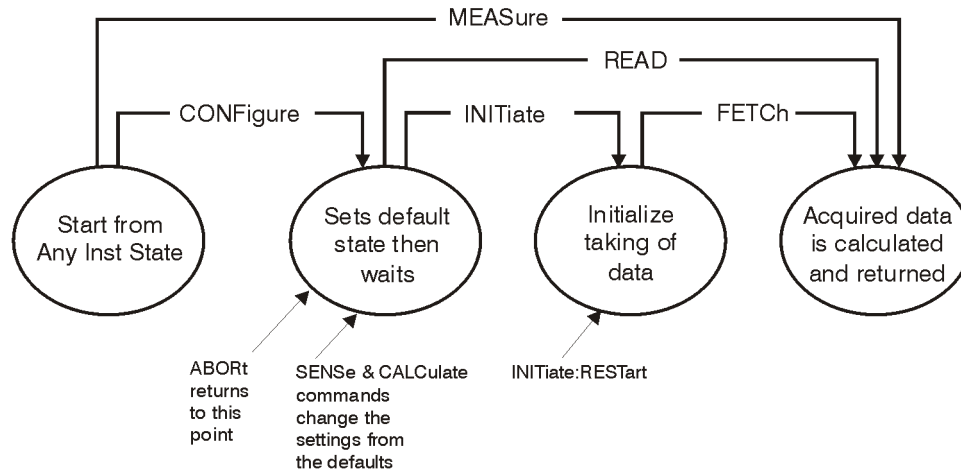 MEASure
READ
CONFigure
INITiate
FETCh
Start from
Any Inst State
Sets default
state then
waits
Initialize
taking of
data
Acquired data
is calculated
and returned
ABORt
returns
to this
point
SENSe & CALCulate
commands
change the
settings from
the defaults
INITiate:RESTart